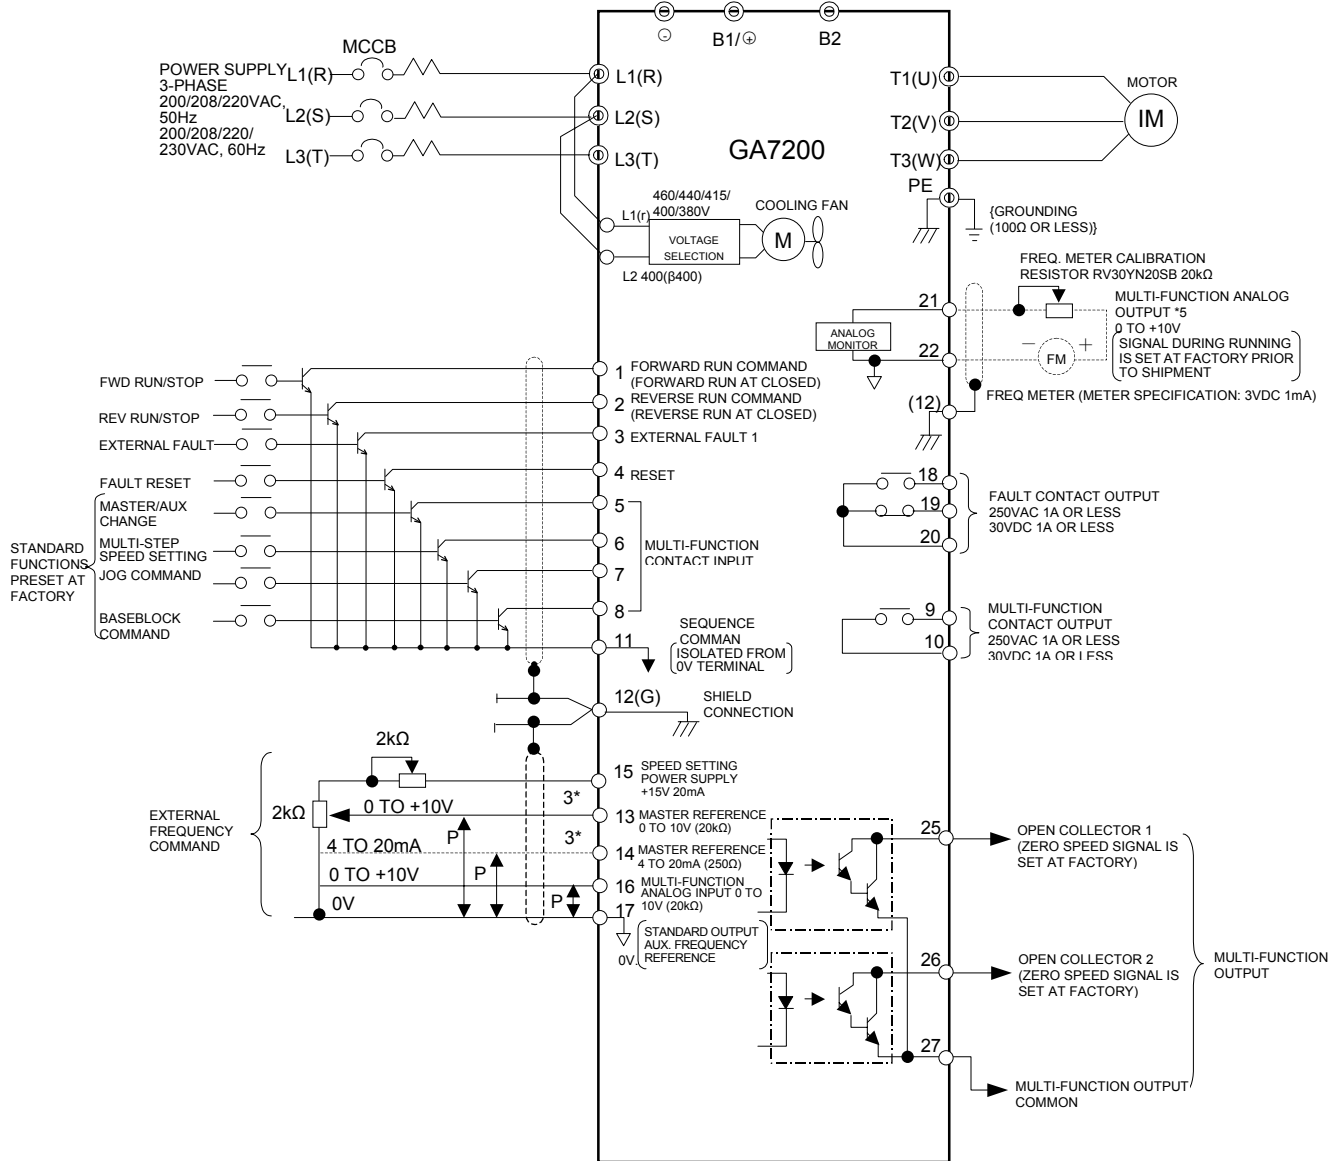 ⊖
B1/⊕
B2
MCCB
POWER SUPPLY
3-PHASE
200/208/220VAC,
50Hz
200/208/220/
230VAC, 60Hz
L1(R)
L2(S)
L3(T)
L1(R)
L2(S)
L3(T)
GA7200
T1(U)
T2(V)
T3(W)
PE
MOTOR
IM
{GROUNDING
(100Ω OR LESS)}
460/440/415/
400/380V
L1(r)
VOLTAGE
SELECTION
L2 400(β400)
COOLING FAN
M
FREQ. METER CALIBRATION
RESISTOR RV30YN20SB 20kΩ
21
MULTI-FUNCTION ANALOG
OUTPUT *5
0 TO +10V
SIGNAL DURING RUNNING
IS SET AT FACTORY PRIOR
TO SHIPMENT
ANALOG
MONITOR
22
− FM +
(12)
FREQ METER (METER SPECIFICATION: 3VDC 1mA)
FWD RUN/STOP
REV RUN/STOP
EXTERNAL FAULT
FAULT RESET
MASTER/AUX
CHANGE
MULTI-STEP
SPEED SETTING
JOG COMMAND
BASEBLOCK
COMMAND
STANDARD
FUNCTIONS
PRESET AT
FACTORY
1 FORWARD RUN COMMAND
(FORWARD RUN AT CLOSED)
2 REVERSE RUN COMMAND
(REVERSE RUN AT CLOSED)
3 EXTERNAL FAULT 1
4 RESET
5
6
7
8
MULTI-FUNCTION
CONTACT INPUT
11
SEQUENCE
COMMAN
ISOLATED FROM
0V TERMINAL
12(G)
SHIELD
CONNECTION
18
19
20
FAULT CONTACT OUTPUT
250VAC 1A OR LESS
30VDC 1A OR LESS
9
10
MULTI-FUNCTION
CONTACT OUTPUT
250VAC 1A OR LESS
30VDC 1A OR LESS
EXTERNAL
FREQUENCY
COMMAND
2kΩ
2kΩ
0 TO +10V
4 TO 20mA
0 TO +10V
0V
P
P
P
3*
3*
15 SPEED SETTING
POWER SUPPLY
+15V 20mA
13 MASTER REFERENCE
0 TO 10V (20kΩ)
14 MASTER REFERENCE
4 TO 20mA (250Ω)
16 MULTI-FUNCTION
ANALOG INPUT 0 TO
10V (20kΩ)
17
0V.
STANDARD OUTPUT
AUX. FREQUENCY
REFERENCE
25
OPEN COLLECTOR 1
(ZERO SPEED SIGNAL IS
SET AT FACTORY)
26
OPEN COLLECTOR 2
(ZERO SPEED SIGNAL IS
SET AT FACTORY)
27
MULTI-FUNCTION OUTPUT
COMMON
MULTI-FUNCTION
OUTPUT